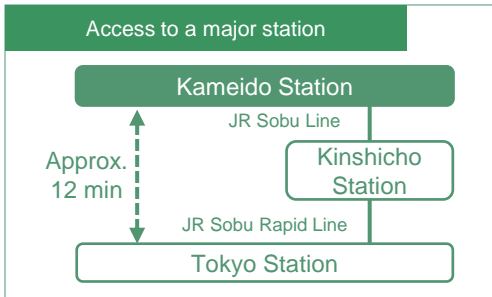 Access to a major station
Kameido Station
JR Sobu Line
Kinshicho
Station
Approx.
12 min
JR Sobu Rapid Line
Tokyo Station